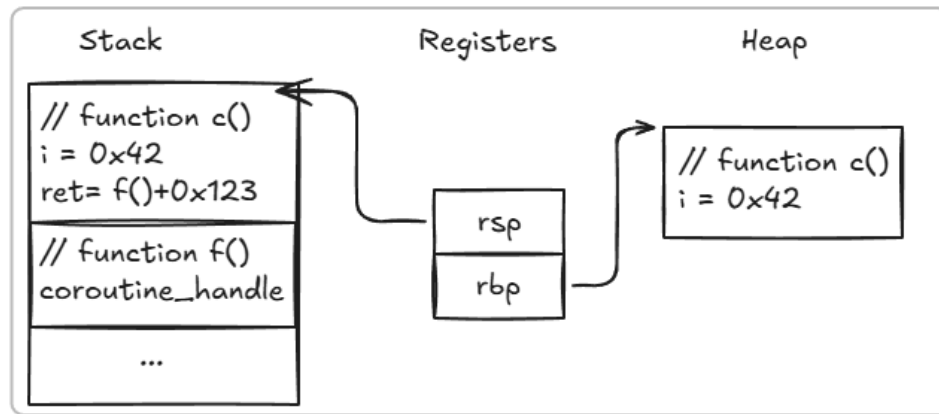 Stack
Registers
Heap
// function c()
i = 0x42
ret= f()+0x123
// function f()
coroutine_handle
...
rsp
rbp
// function c()
i = 0x42